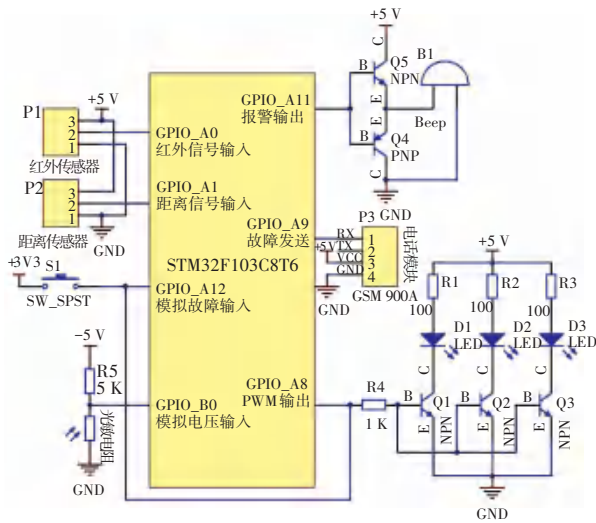 +5 V
C
B1
B
Q5
NPN
E
E
Beep
B
Q4
PNP
C
GND
GPIO_A11
报警输出
P1
+5 V
3
2
1
红外传感器
GPIO_A0
红外信号输入
P2
3
2
1
距离传感器
GND
GPIO_A1
距离信号输入
GPIO_A9
故障发送
P3
RX
+5V
TX
VCC
GND
1
2
3
4
电话模块
GSM 900A
GND
STM32F103C8T6
+3V3
S1
SW_SPST
GPIO_A12
模拟故障输入
-5 V
R5
5 K
光敏电阻
GND
GPIO_B0
模拟电压输入
GPIO_A8
PWM 输出
R4
1 K
+5 V
R1
R2
R3
100
100
100
D1
LED
D2
LED
D3
LED
C
C
C
B
Q1
B
Q2
B
Q3
E
NPN
E
NPN
E
NPN
GND